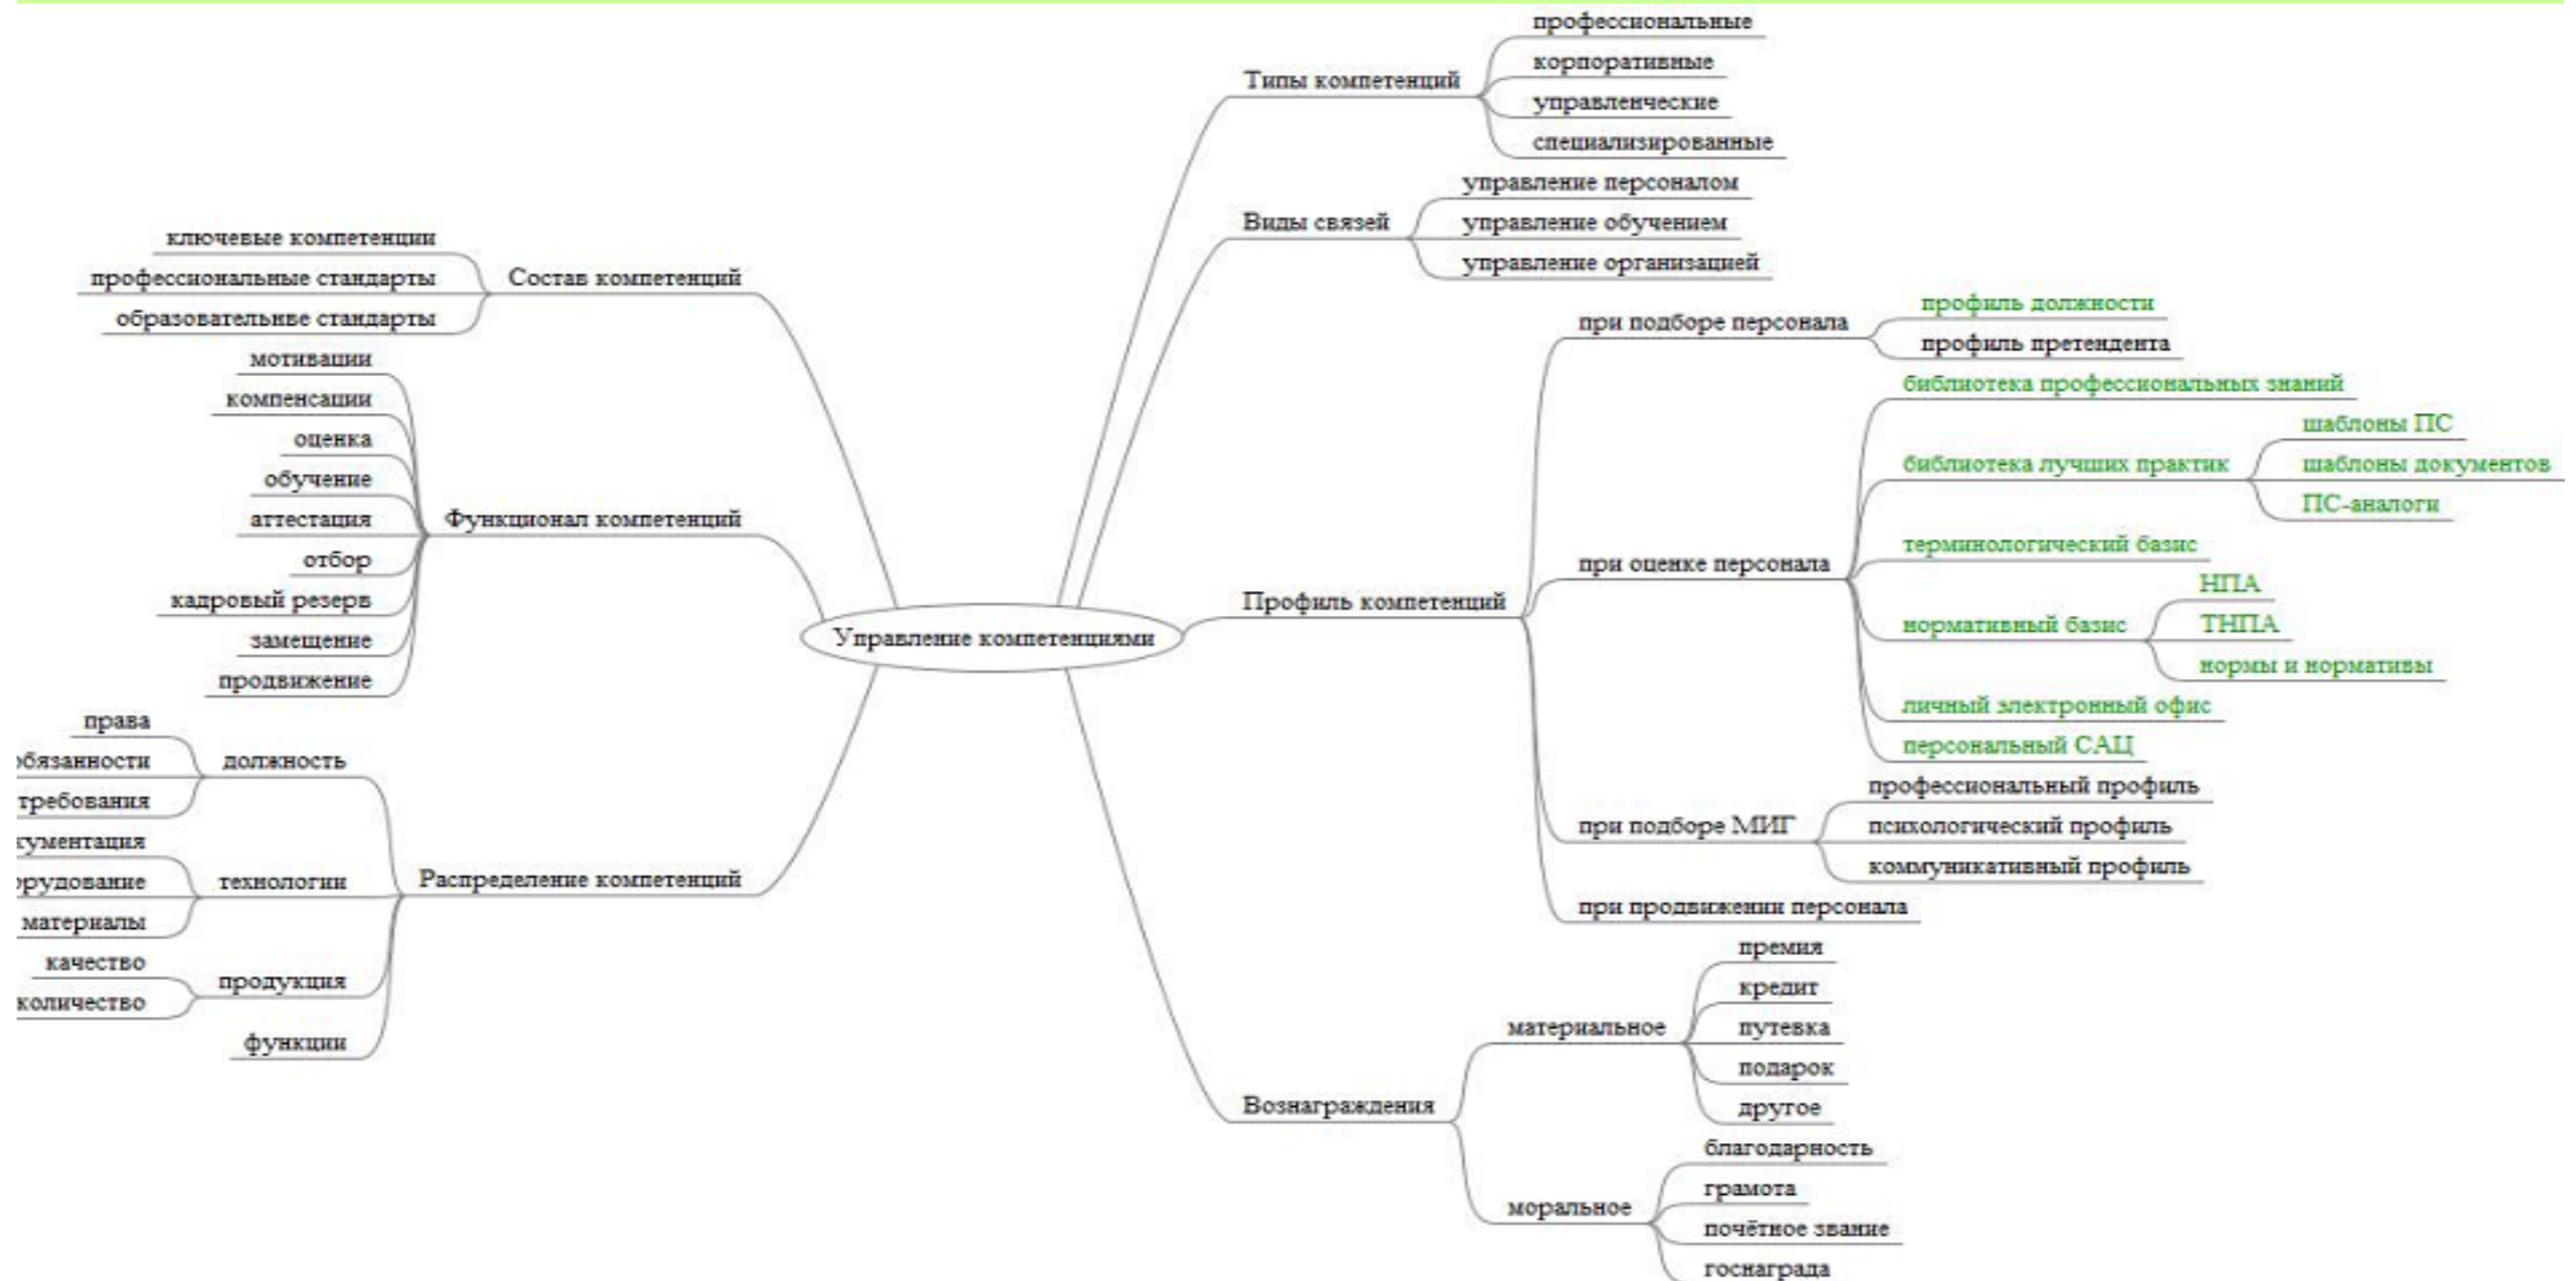 Управление компетенциями
Типы компетенций
профессиональные
корпоративные
управленческие
специализированные
Виды связей
управление персоналом
управление обучением
управление организацией
Профиль компетенций
при подборе персонала
профиль должности
профиль претендента
при оценке персонала
библиотека профессиональных знаний
библиотека лучших практик
шаблоны ПС
шаблоны документов
ПС-аналоги
терминологический базис
нормативный базис
НПА
ТНПА
нормы и нормативы
личный электронный офис
персональный САЦ
при подборе МИГ
профессиональный профиль
психологический профиль
коммуникативный профиль
при продвижении персонала
Вознаграждения
материальное
премия
кредит
путевка
подарок
другое
моральное
благодарность
грамота
почётное звание
госнаграда
Состав компетенций
ключевые компетенции
профессиональные стандарты
образовательнве стандарты
Функционал компетенций
мотивации
компенсации
оценка
обучение
аттестация
отбор
кадровый резерв
замещение
продвижение
Распределение компетенций
должность
права
бязанности
требования
технологии
кументация
рудование
материалы
продукция
качество
количество
функции